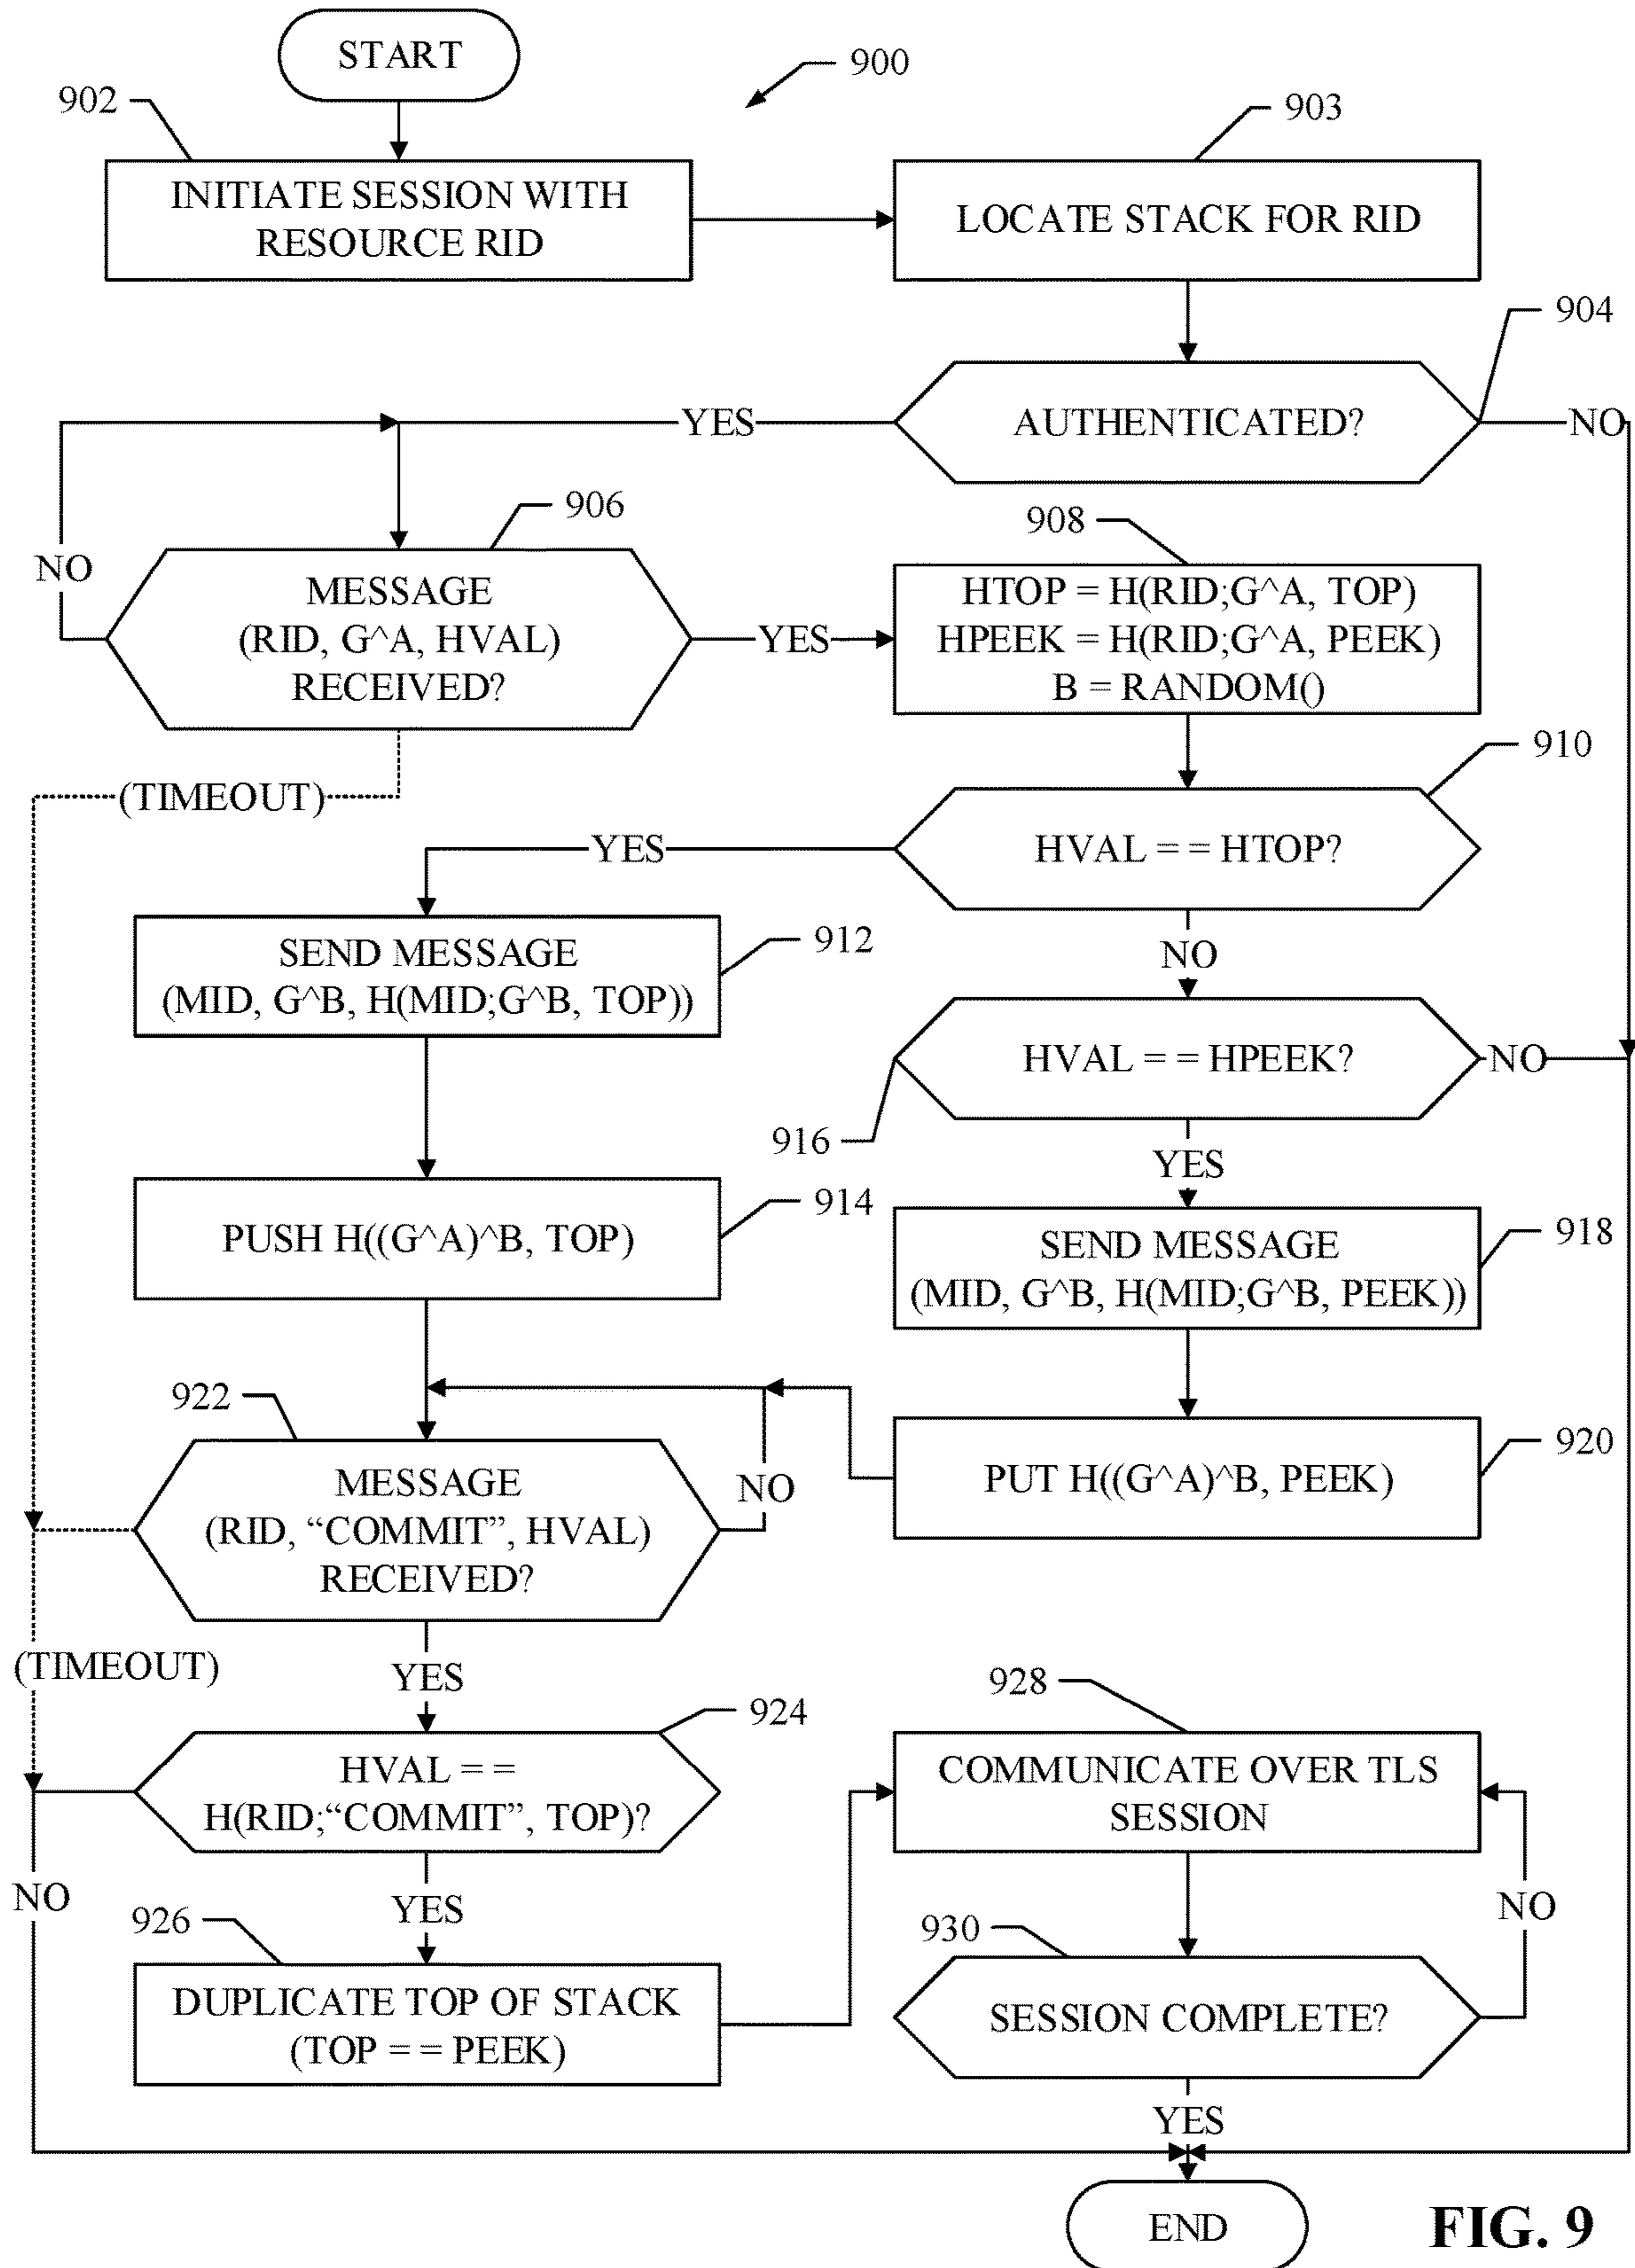 START
900
902
903
INITIATE SESSION WITH
RESOURCE RID
LOCATE STACK FOR RID
904
AUTHENTICATED?
YES
NO
906
908
NO
MESSAGE
(RID, G^A, HVAL)
RECEIVED?
YES
HTOP = H(RID;G^A, TOP)
HPEEK = H(RID;G^A, PEEK)
B = RANDOM()
(TIMEOUT)
910
HVAL = = HTOP?
YES
NO
912
SEND MESSAGE
(MID, G^B, H(MID;G^B, TOP))
HVAL = = HPEEK?
NO
916
YES
914
PUSH H((G^A)^B, TOP)
918
SEND MESSAGE
(MID, G^B, H(MID;G^B, PEEK))
922
920
PUT H((G^A)^B, PEEK)
MESSAGE
(RID, “COMMIT”, HVAL)
RECEIVED?
NO
(TIMEOUT)
YES
924
928
HVAL = =
H(RID;“COMMIT”, TOP)?
COMMUNICATE OVER TLS
SESSION
NO
YES
NO
926
930
DUPLICATE TOP OF STACK
(TOP = = PEEK)
SESSION COMPLETE?
YES
END
FIG. 9